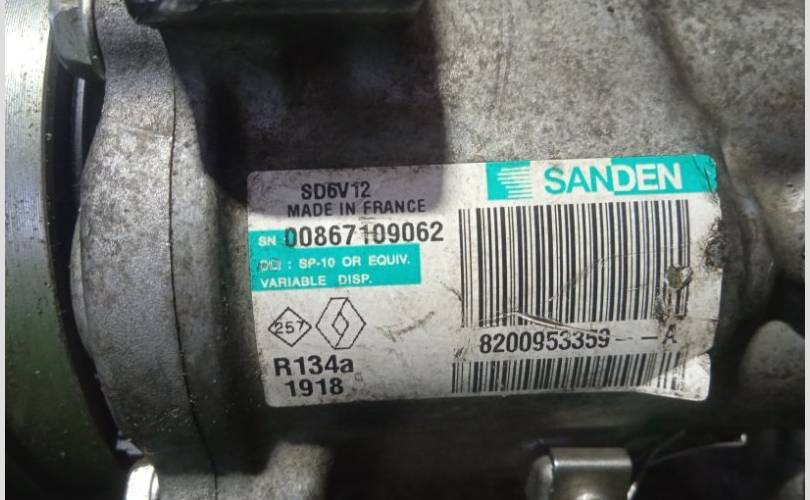 SANDEN
SD6V12
MADE IN FRANCE
SN 00867109062
: SP-10 OR EQUIV.
VARIABLE DISP.
257
R134a
1918
8200953359--A